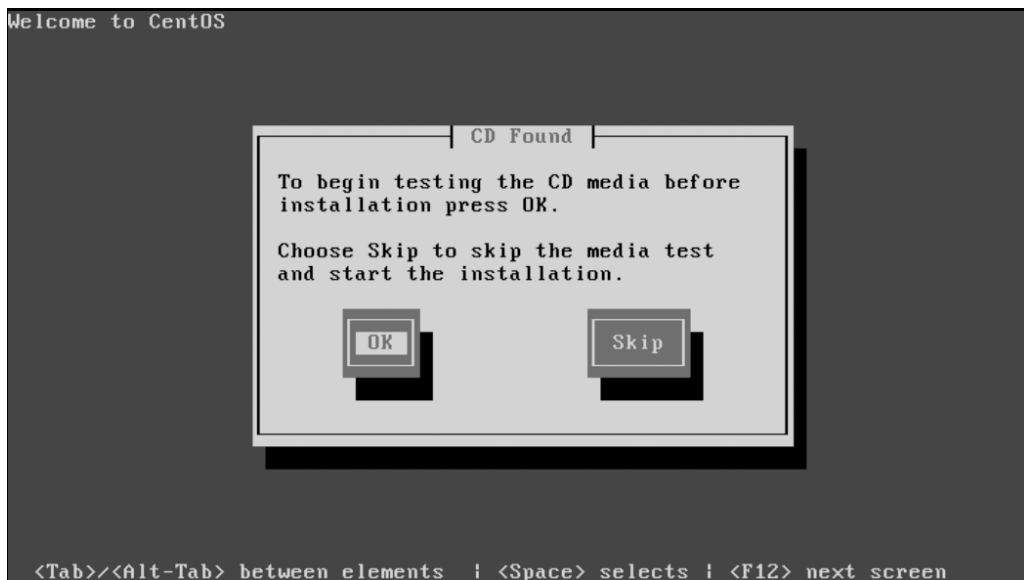 Welcome to CentOS
CD Found
To begin testing the CD media before
installation press OK.
Choose Skip to skip the media test
and start the installation.
OK Skip
<Tab>/<Alt-Tab> between elements | <Space> selects | <F12> next screen